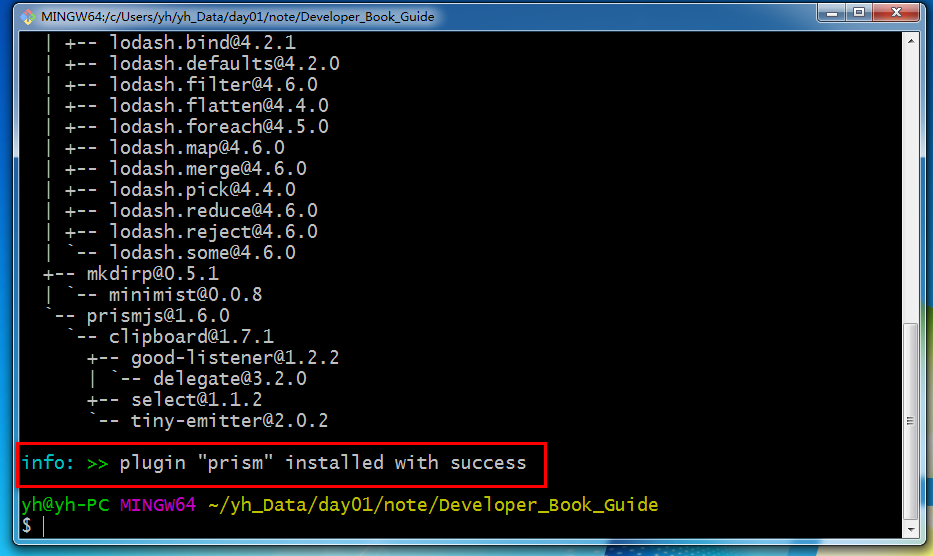 MINGW64:/c/Users/yh/yh_Data/day01/note/Developer_Book_Guide
| +-- lodash.bind@4.2.1
| +-- lodash.defaults@4.2.0
| +-- lodash.filter@4.6.0
| +-- lodash.flatten@4.4.0
| +-- lodash.foreach@4.5.0
| +-- lodash.map@4.6.0
| +-- lodash.merge@4.6.0
| +-- lodash.pick@4.4.0
| +-- lodash.reduce@4.6.0
| +-- lodash.reject@4.6.0
| `-- lodash.some@4.6.0
+-- mkdirp@0.5.1
| `-- minimist@0.0.8
`-- prismjs@1.6.0
  `-- clipboard@1.7.1
    +-- good-listener@1.2.2
    | `-- delegate@3.2.0
    +-- select@1.1.2
    `-- tiny-emitter@2.0.2
info: >> plugin "prism" installed with success
yh@yh-PC MINGW64 ~/yh_Data/day01/note/Developer_Book_Guide
$